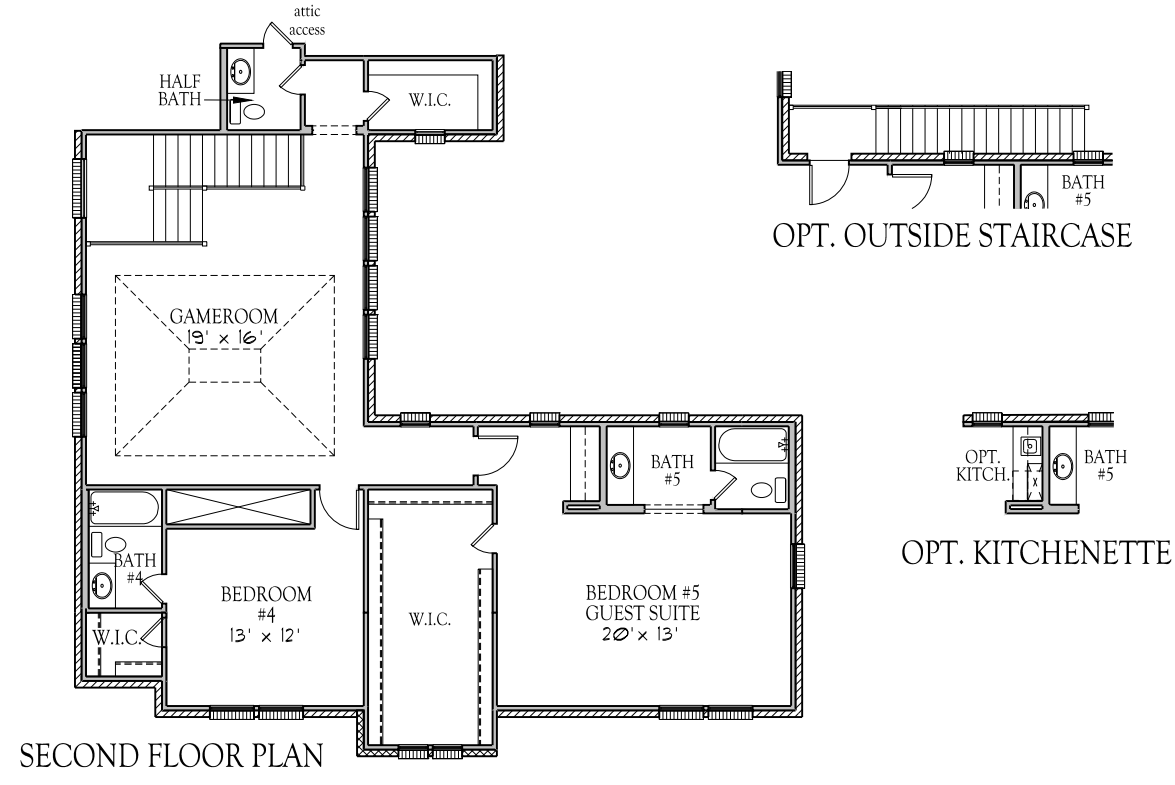 attic
access
HALF
BATH
W.I.C.
GAMEROOM
19' x 16'
BATH
#5
BATH
#4
BEDROOM
#4
13' x 12'
W.I.C.
W.I.C.
BEDROOM #5
GUEST SUITE
20' x 13'
SECOND FLOOR PLAN
BATH
#5
OPT. OUTSIDE STAIRCASE
OPT.
KITCH.
BATH
#5
OPT. KITCHENETTE